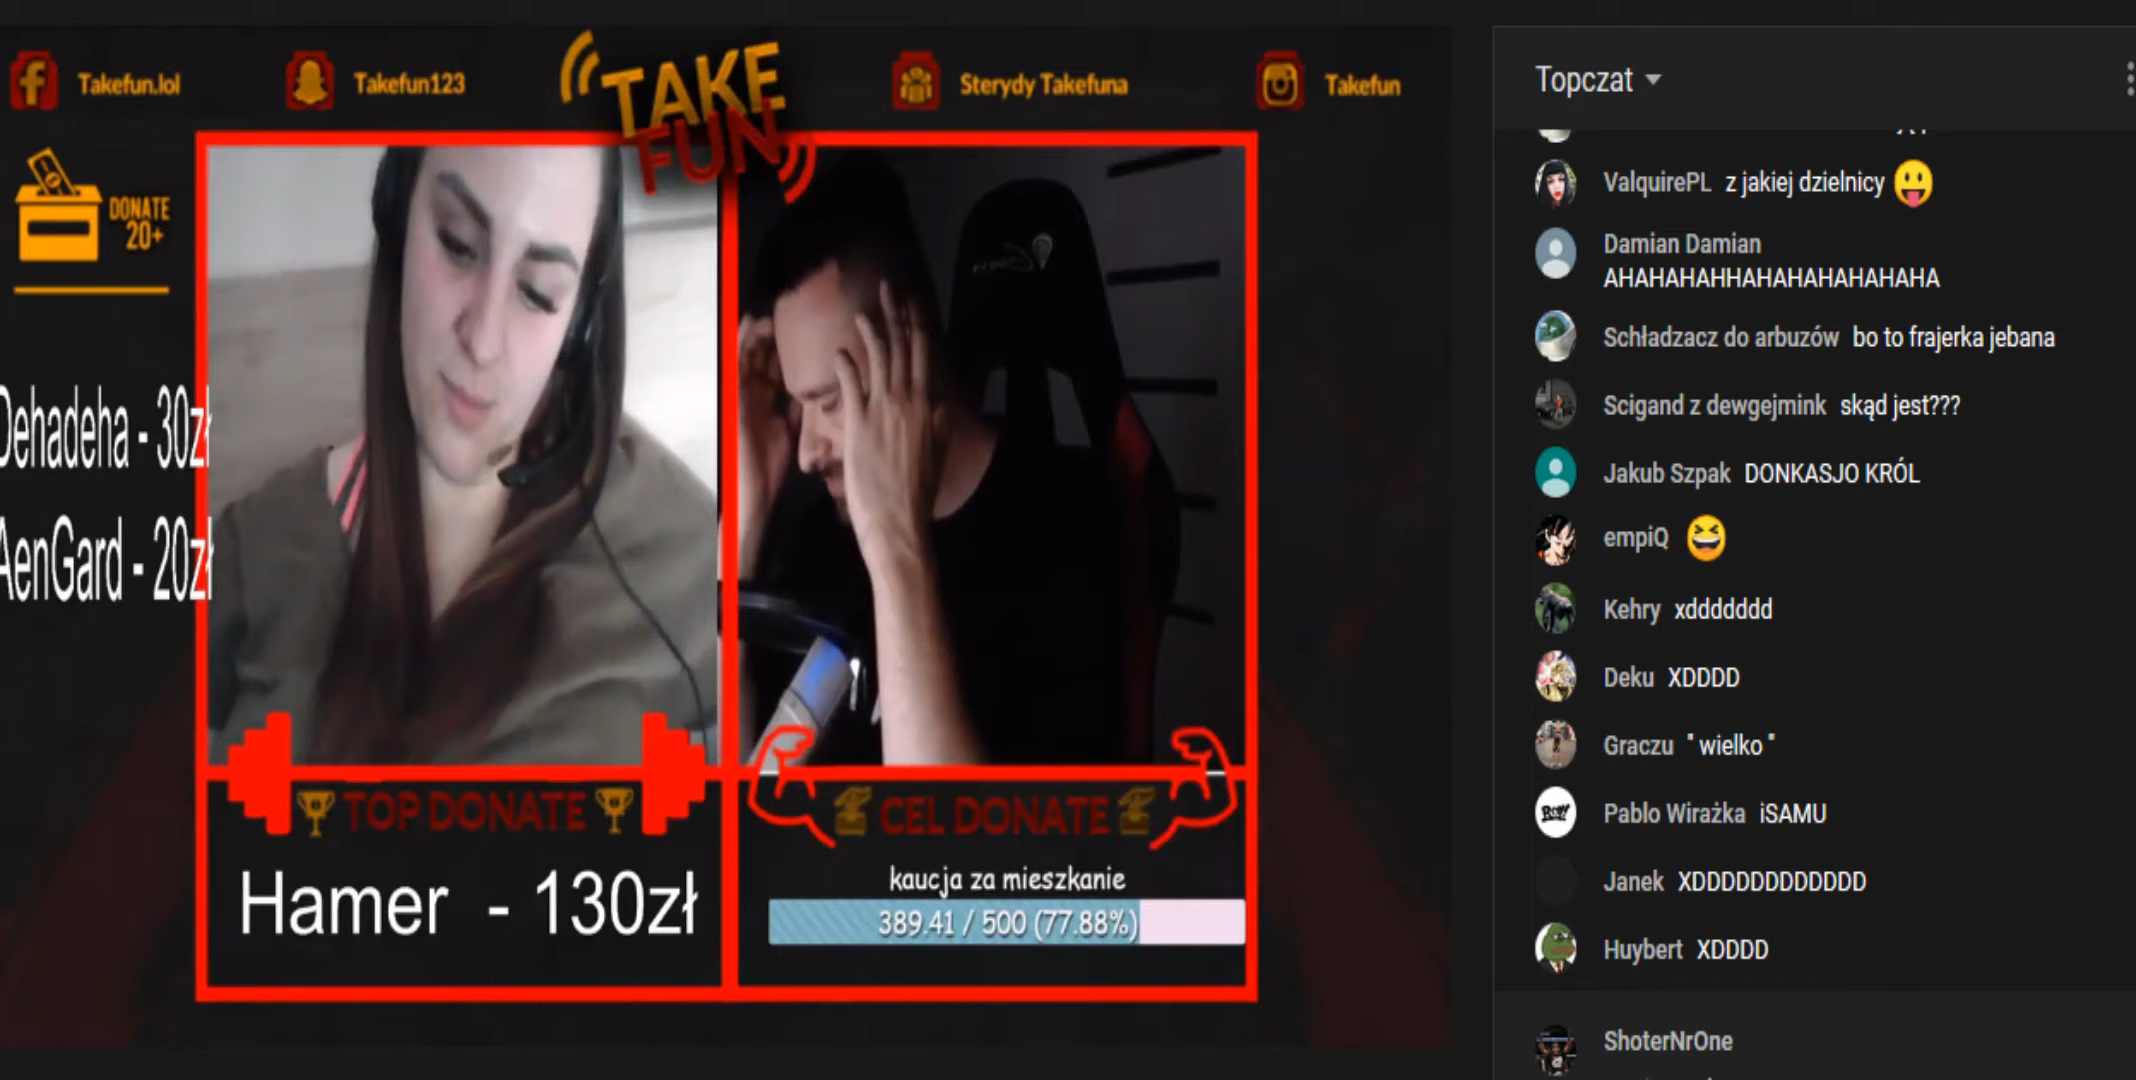 Takefun.lol
Takefun123
TAKE
FUN
Sterydy Takefuna
Takefun
DONATE
20+
Dehadeha - 30zł
AenGard - 20zł
TOP DONATE
Hamer - 130zł
CEL DONATE
kaucja za mieszkanie
389.41 / 500 (77.88%)
Topczat
ValquirePL z jakiej dzielnicy 😛
Damian Damian
AHAHAHAHHAHAHAHAHAHAHA
Schładzacz do arbuzów bo to frajerka jebana
Scigand z dewgejmink skąd jest???
Jakub Szpak DONKASJO KRÓL
empiQ 😆
Kehry xddddddd
Deku XDDDD
Graczu " wielko "
Pablo Wirażka iSAMU
Janek XDDDDDDDDDDDD
Huybert XDDDD
ShoterNrOne